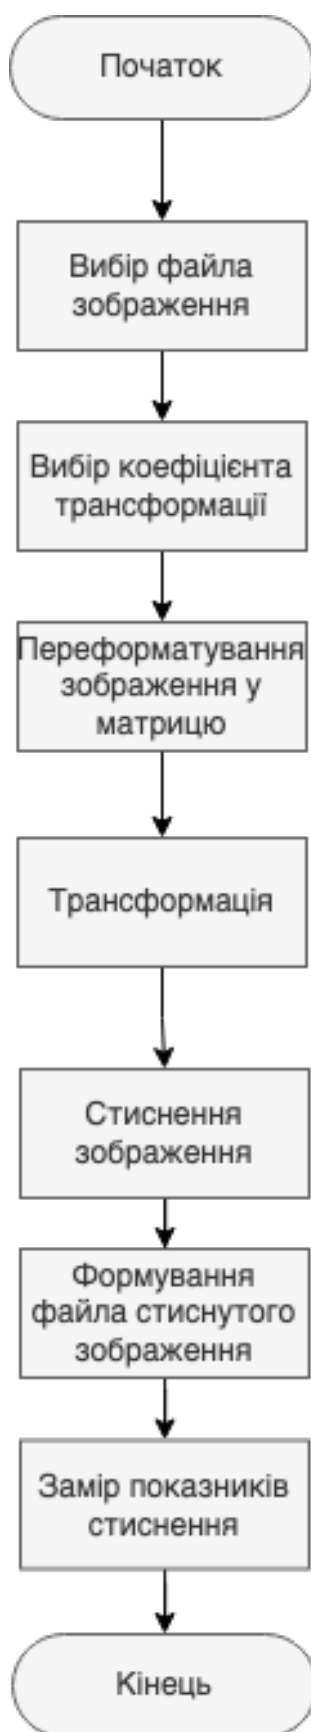 Початок
Вибір файла
зображення
Вибір коефіцієнта
трансформації
Переформатування
зображення у
матрицю
Трансформація
Стиснення
зображення
Формування
файла стиснутого
зображення
Замір показників
стиснення
Кінець